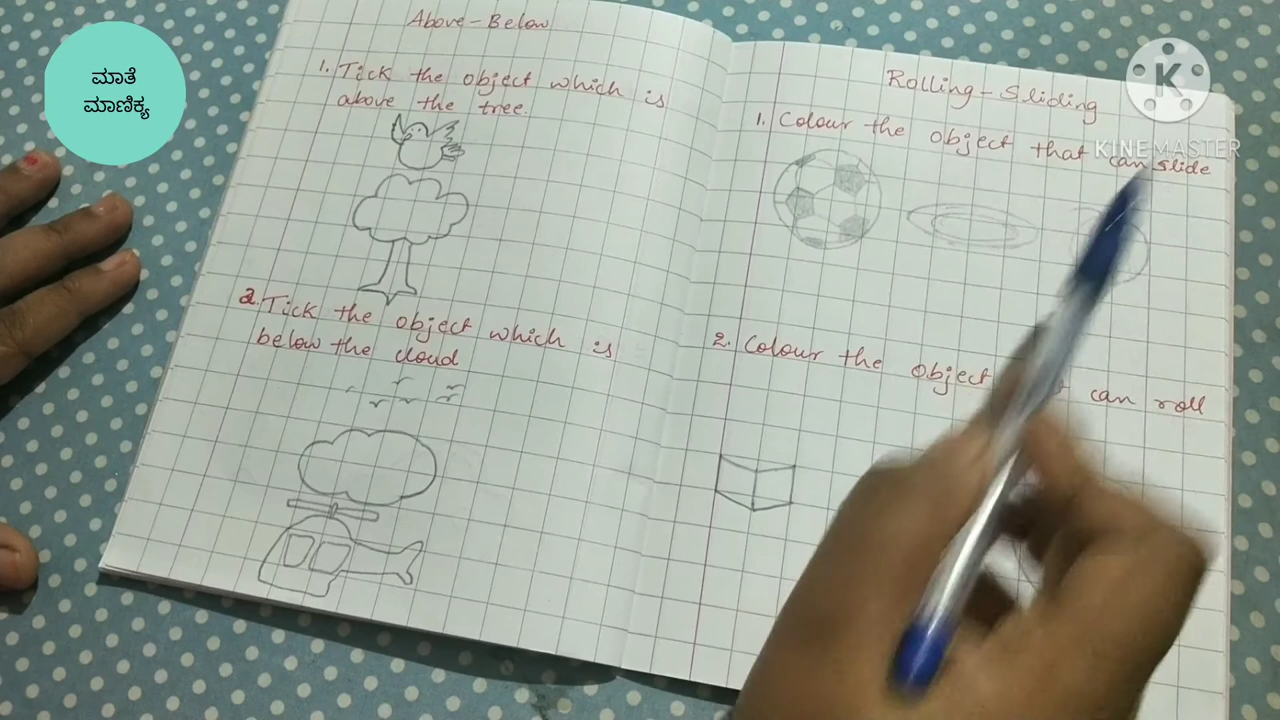 ಮಾತೆ
ಮಾಣಿಕ್ಯ
Above - Below
1. Tick the object which is
above the tree.
2. Tick the object which is
below the cloud
K
KINEMASTER
Rolling - Sliding
1. Colour the object that can slide
2. Colour the object can roll